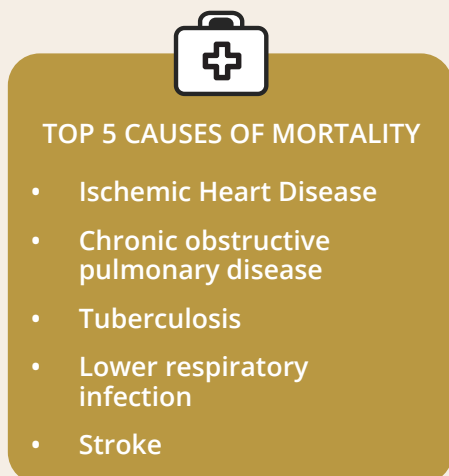 TOP 5 CAUSES OF MORTALITY
• Ischemic Heart Disease
• Chronic obstructive
pulmonary disease
• Tuberculosis
• Lower respiratory
infection
• Stroke